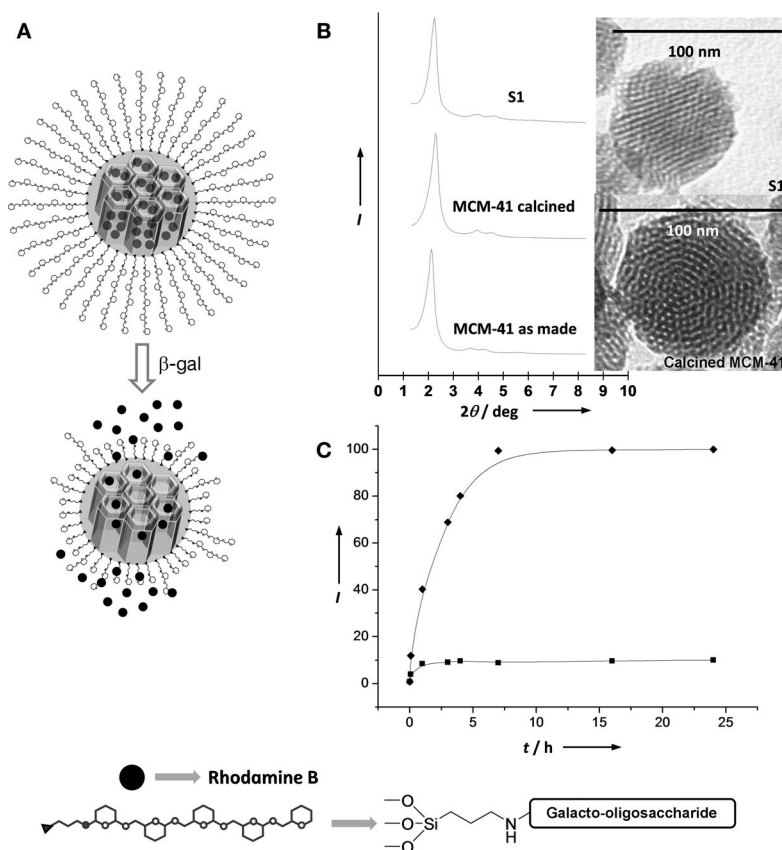 A
β-gal
B
S1
MCM-41 calcined
MCM-41 as made
I
0 1 2 3 4 5 6 7 8 9 10
2θ / deg
100 nm
S1
100 nm
Calcined MCM-41
C
100
80
60
40
20
0
I
0 5 10 15 20 25
t / h
Rhodamine B
O
O Si
O
N
H
Galacto-oligosaccharide